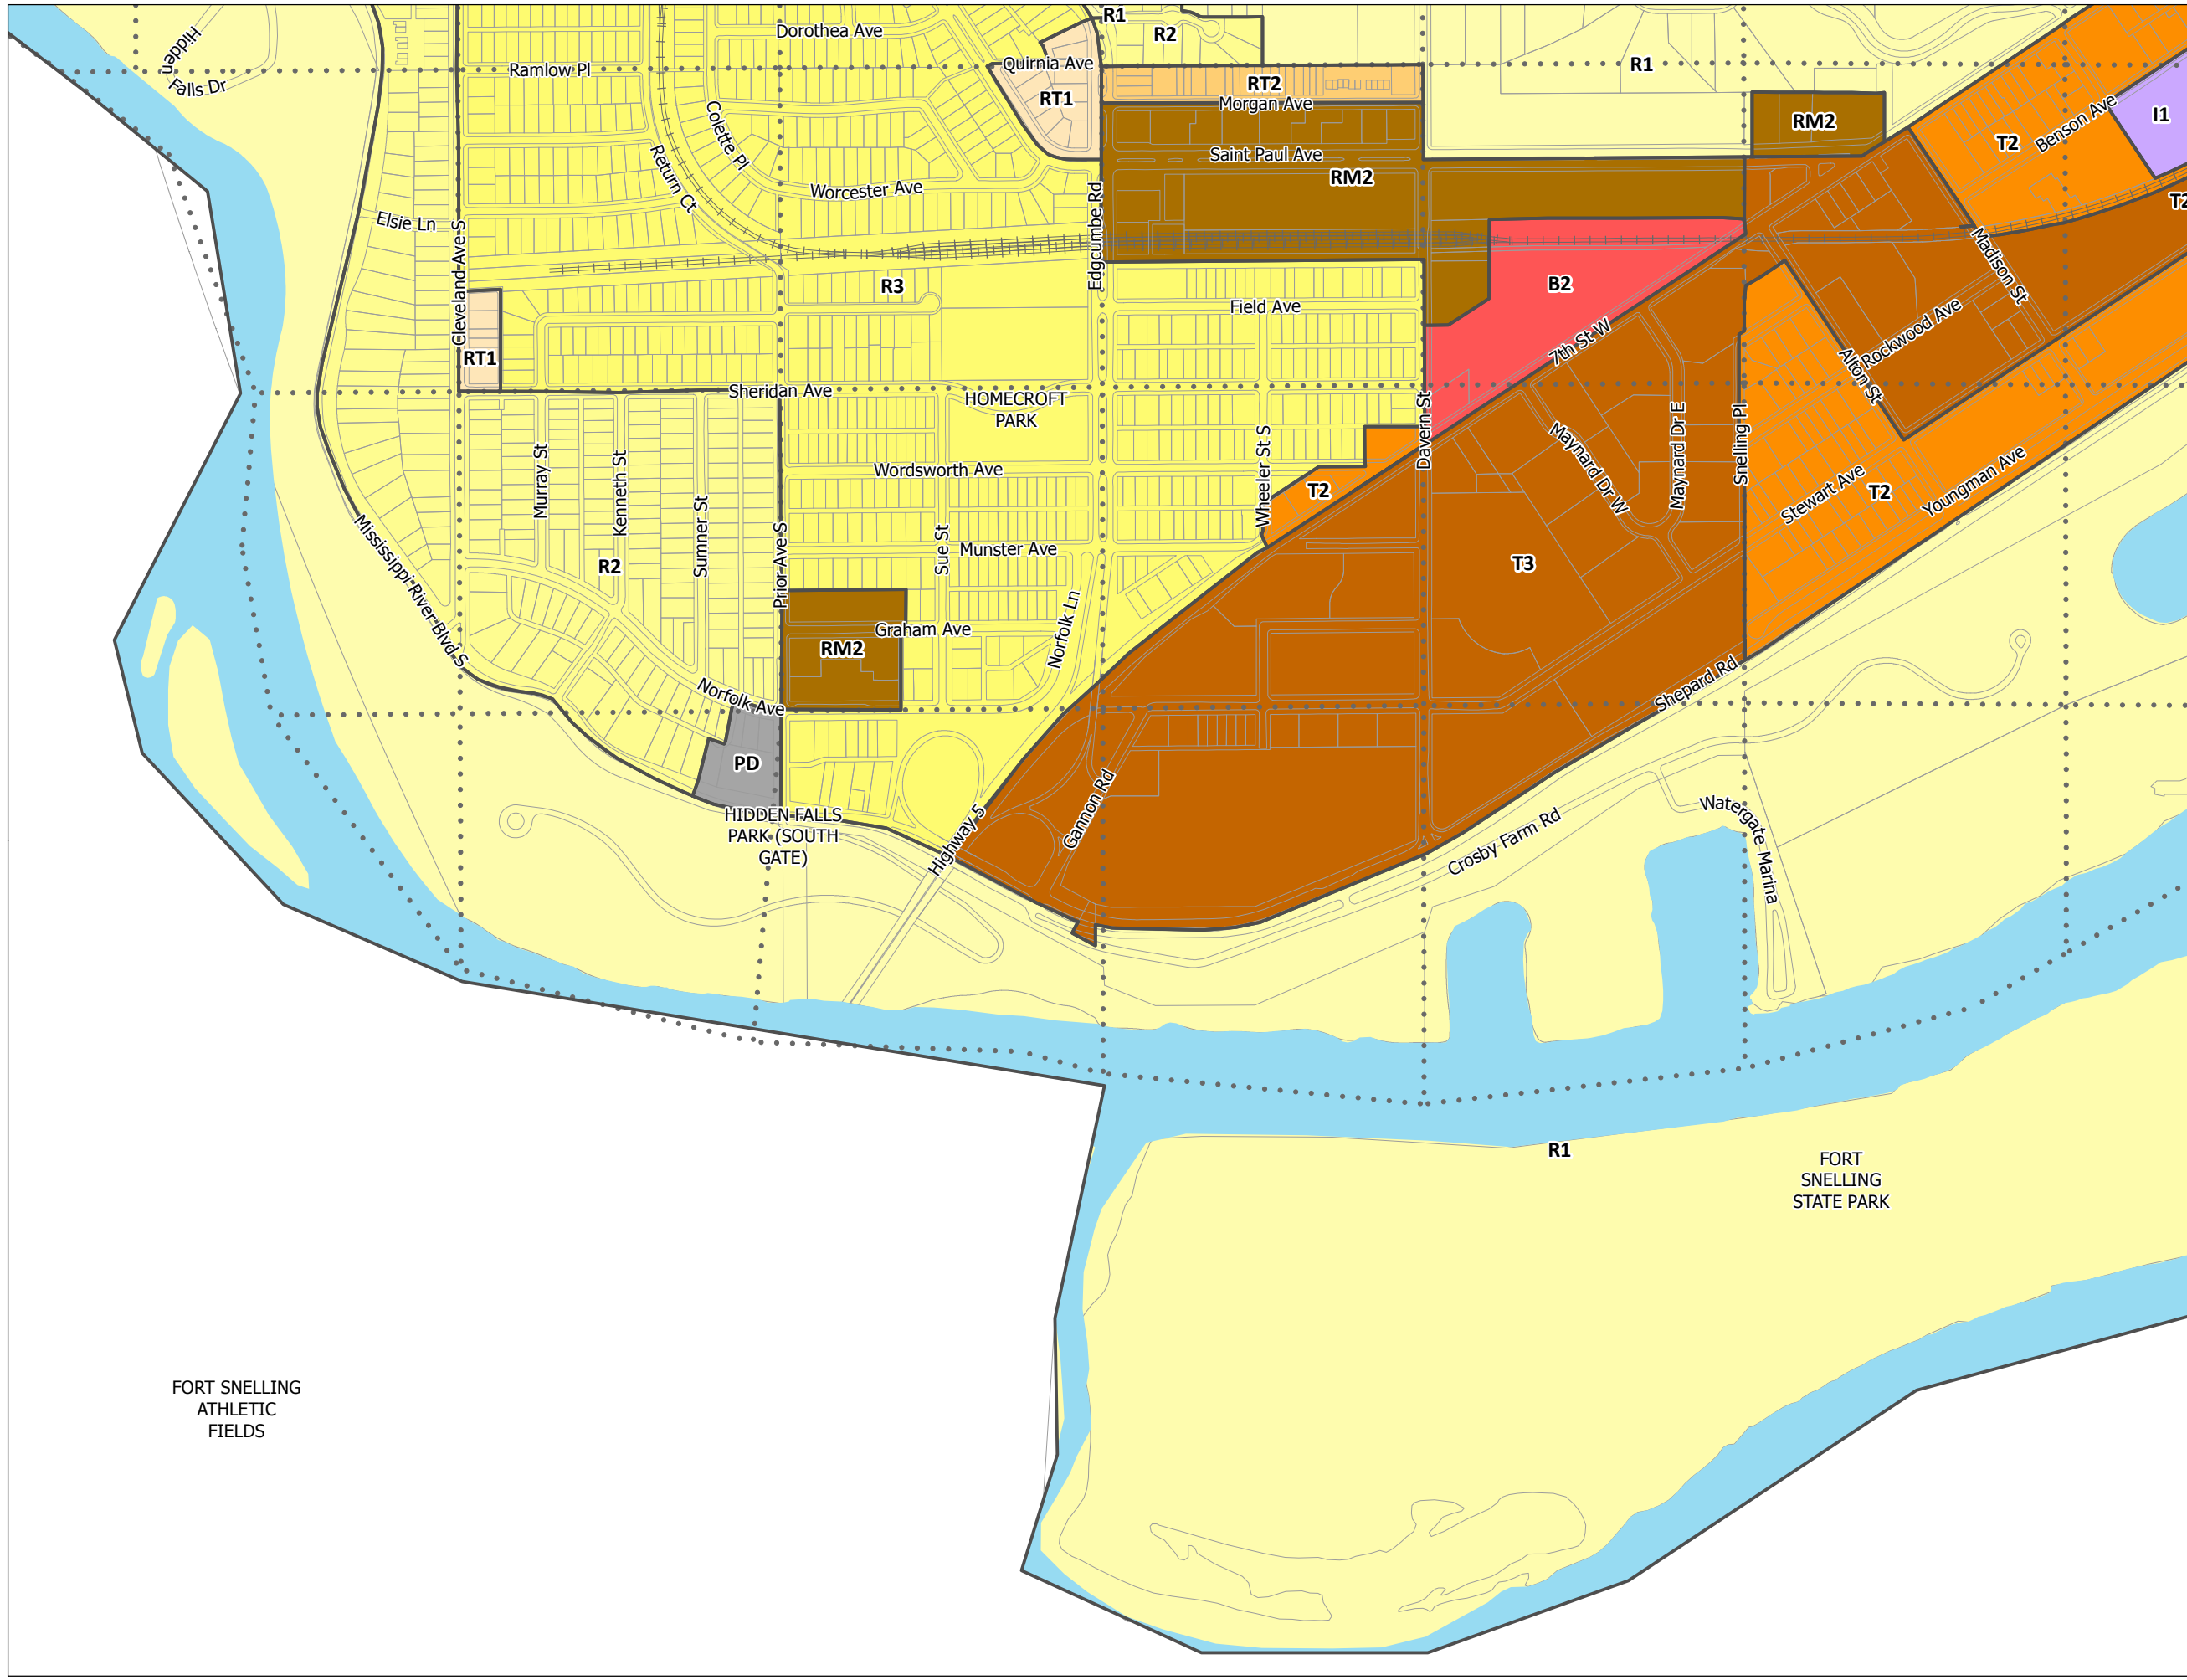 R1
Dorothea Ave
R2
Hidden
Falls Dr
Ramlow Pl
Quirnia Ave
R1
RT2
RT1
Morgan Ave
I1
RM2
Benson Ave
T2
Colette Pl
Saint Paul Ave
RM2
Return Ct
Worcester Ave
T2
Elsie Ln
Edgcumbe Rd
Cleveland Ave S
Madison St
R3
B2
Field Ave
7th St W
Rockwood Ave
RT1
Alton St
Sheridan Ave
HOMECROFT
PARK
Davern St
Snelling Pl
Maynard Dr E
Maynard Dr W
Murray St
Kenneth St
Wordsworth Ave
Wheeler St S
T2
Stewart Ave
T2
Youngman Ave
Sumner St
Prior Ave S
Sue St
Munster Ave
Mississippi River Blvd S
R2
T3
Graham Ave
Norfolk Ln
RM2
Norfolk Ave
Shepard Rd
PD
Gannon Rd
HIDDEN FALLS
PARK (SOUTH
GATE)
Highway 5
Crosby Farm Rd
Watergate Marina
R1
FORT
SNELLING
STATE PARK
FORT SNELLING
ATHLETIC
FIELDS